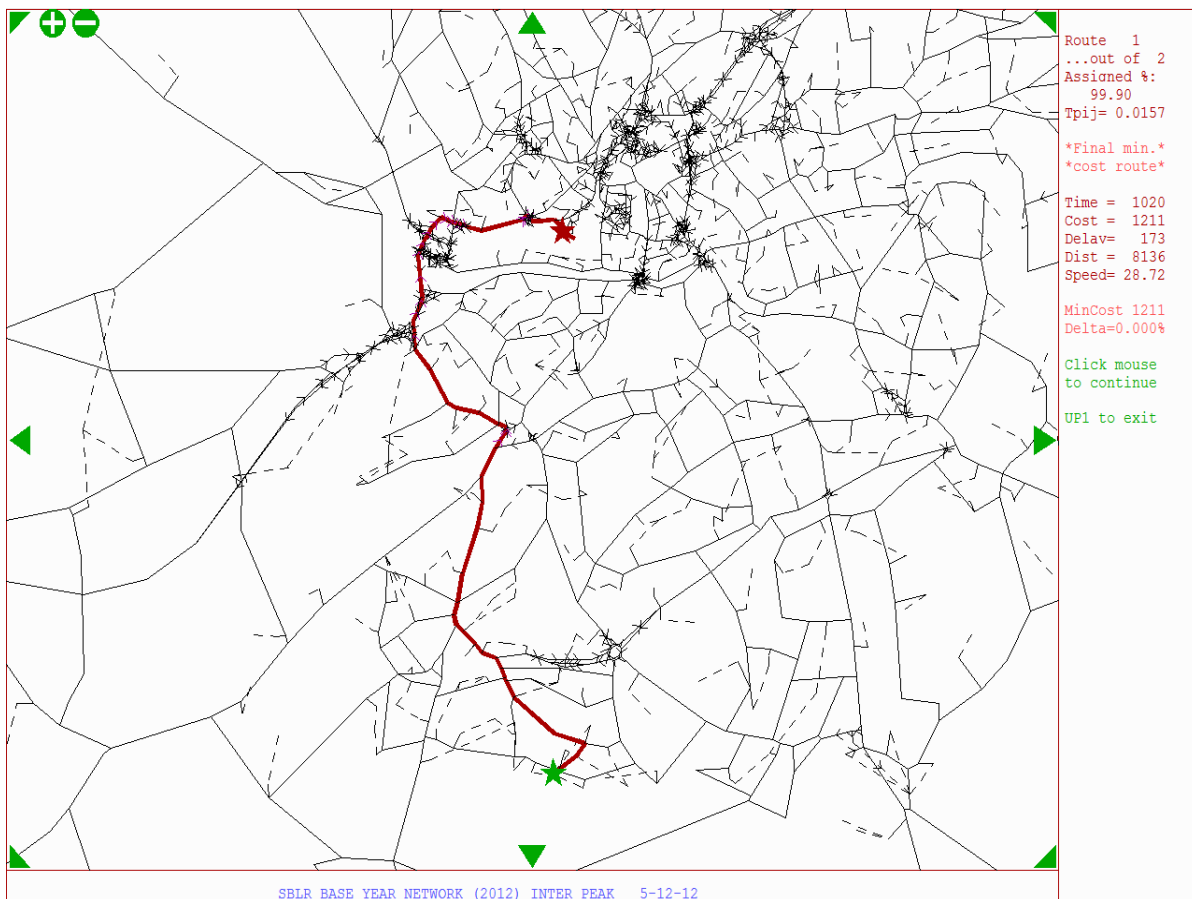 Route 1
...out of 2
Assigned %:
99.90
Tpij= 0.0157
*Final min.*
*cost route*
Time = 1020
Cost = 1211
Delay= 173
Dist = 8136
Speed= 28.72
MinCost 1211
Delta=0.000%
Click mouse
to continue
UP1 to exit
SBLR BASE YEAR NETWORK (2012) INTER PEAK 5-12-12